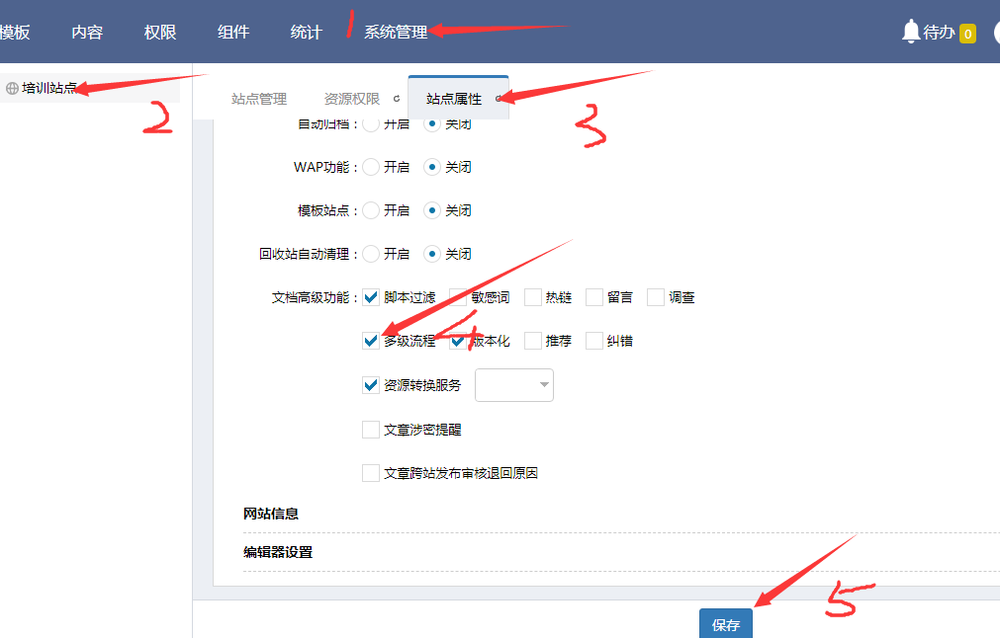 模板 内容 权限 组件 统计 1 系统管理 待办 0
培训站点 2
站点管理 资源权限 站点属性 3
自动归档： 开启 关闭
WAP功能： 开启 关闭
模板站点： 开启 关闭
回收站自动清理： 开启 关闭
文档高级功能： 脚本过滤 敏感词 热链 留言 调查
多级流程 4 版本化 推荐 纠错
资源转换服务
文章涉密提醒
文章跨站发布审核退回原因
网站信息
编辑器设置
保存 5